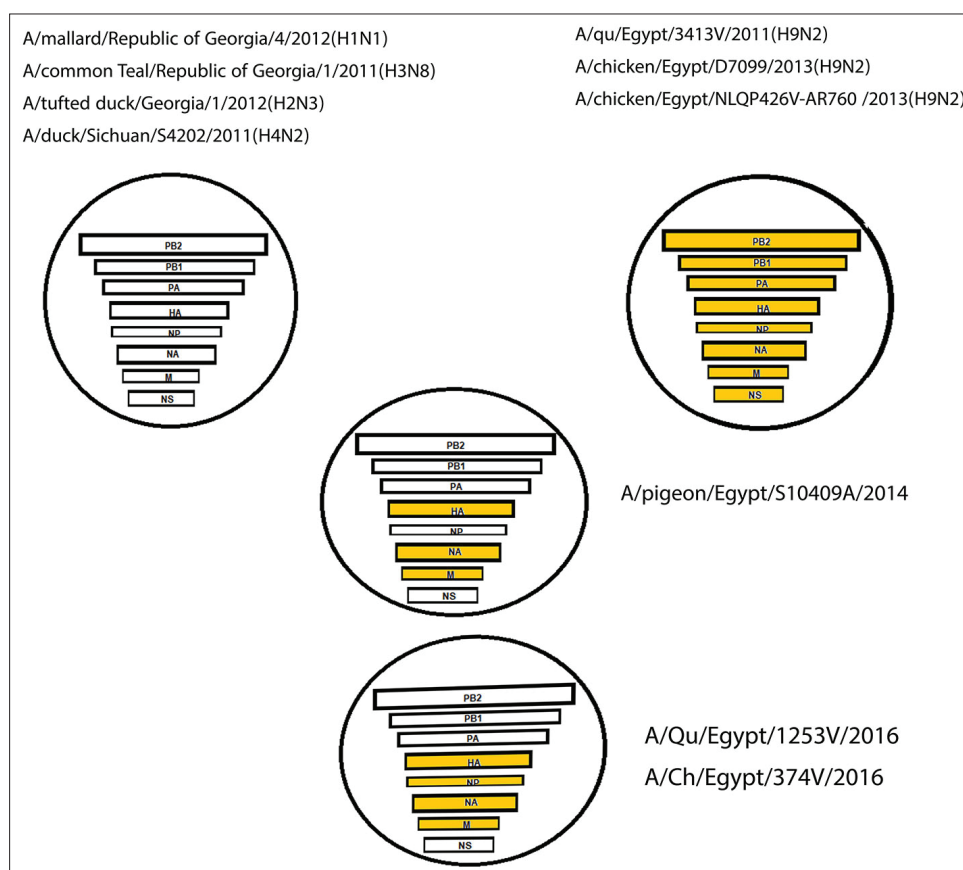 A/mallard/Republic of Georgia/4/2012(H1N1)
A/common Teal/Republic of Georgia/1/2011(H3N8)
A/tufted duck/Georgia/1/2012(H2N3)
A/duck/Sichuan/S4202/2011(H4N2)
A/qu/Egypt/3413V/2011(H9N2)
A/chicken/Egypt/D7099/2013(H9N2)
A/chicken/Egypt/NLQP426V-AR760 /2013(H9N2)
PB2
PB1
PA
HA
NP
NA
M
NS
PB2
PB1
PA
HA
NP
NA
M
NS
PB2
PB1
PA
HA
NP
NA
M
NS
A/pigeon/Egypt/S10409A/2014
PB2
PB1
PA
HA
NP
NA
M
NS
A/Qu/Egypt/1253V/2016
A/Ch/Egypt/374V/2016